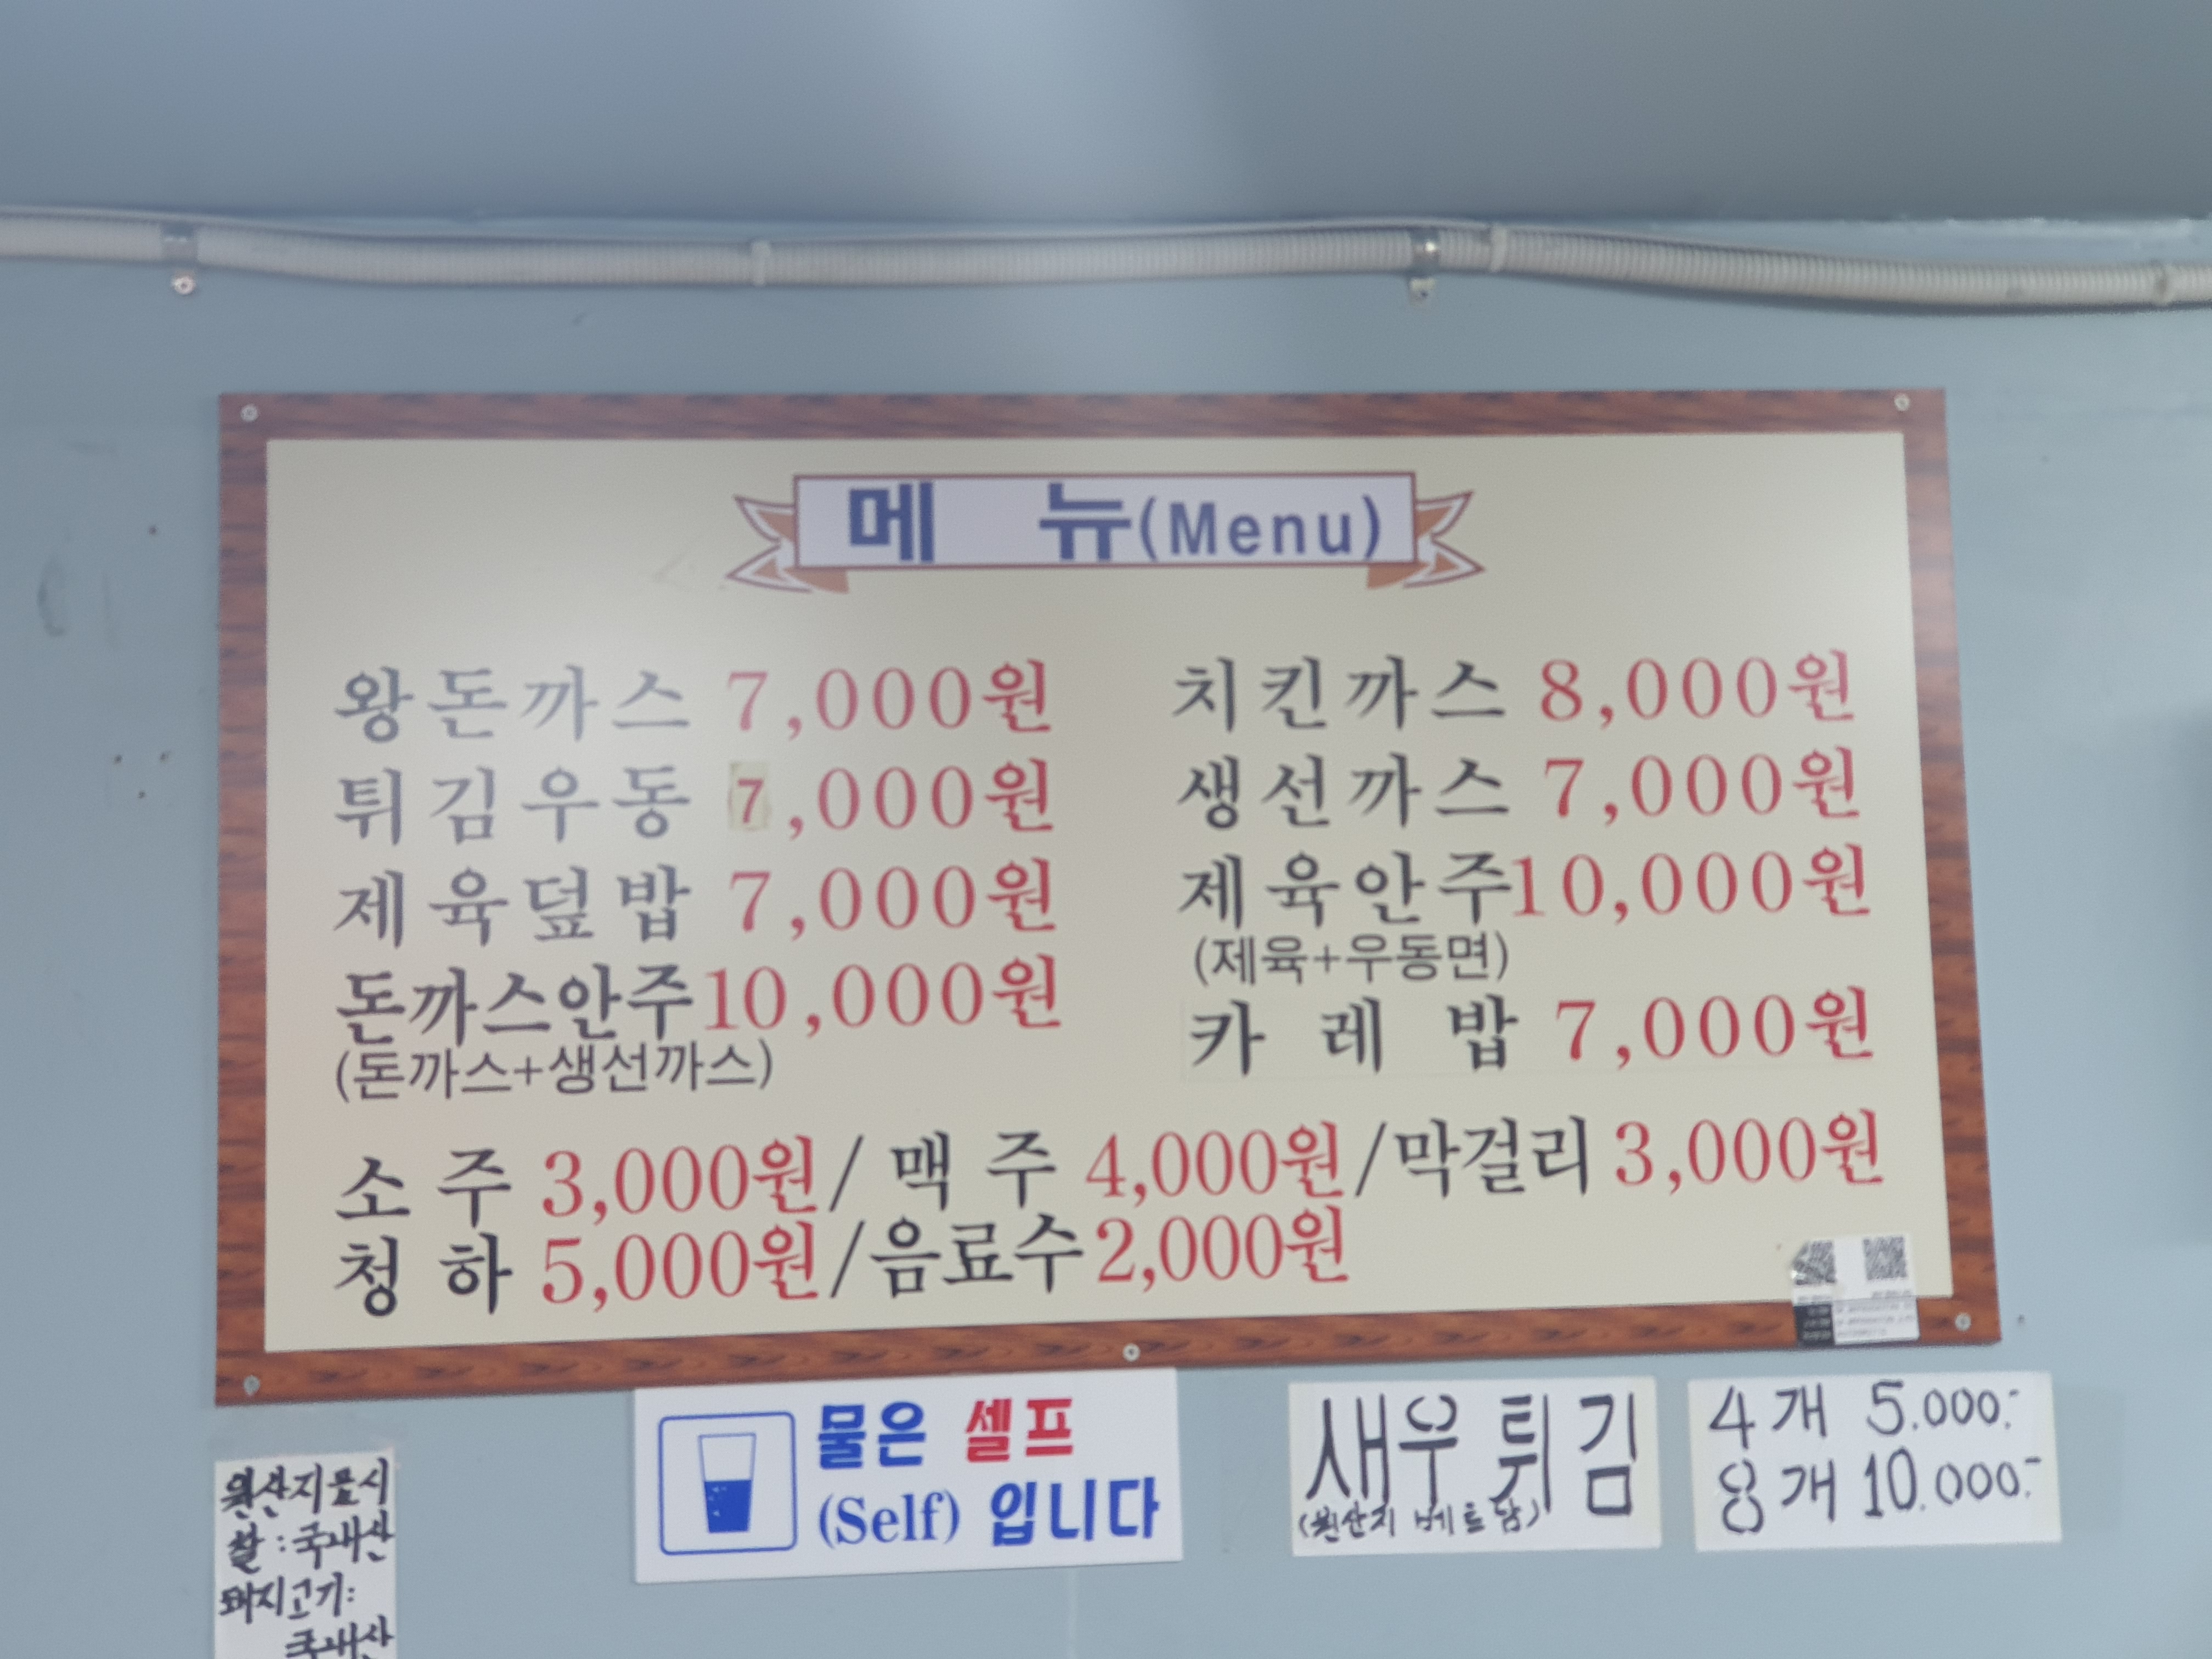 메 뉴(Menu)
왕돈까스 7,000원
튀김우동 7,000원
제육덮밥 7,000원
돈까스안주10,000원
(돈까스+생선까스)
치킨까스 8,000원
생선까스 7,000원
제육안주10,000원
(제육+우동면)
카레밥 7,000원
소주 3,000원/맥주 4,000원/막걸리 3,000원
청하 5,000원/음료수2,000원
물은 셀프
(Self) 입니다
새우 튀김
(원산지 베트남)
4개 5.000.-
8개 10.000.-
원산지표시
쌀:국내산
돼지고기:
국내산